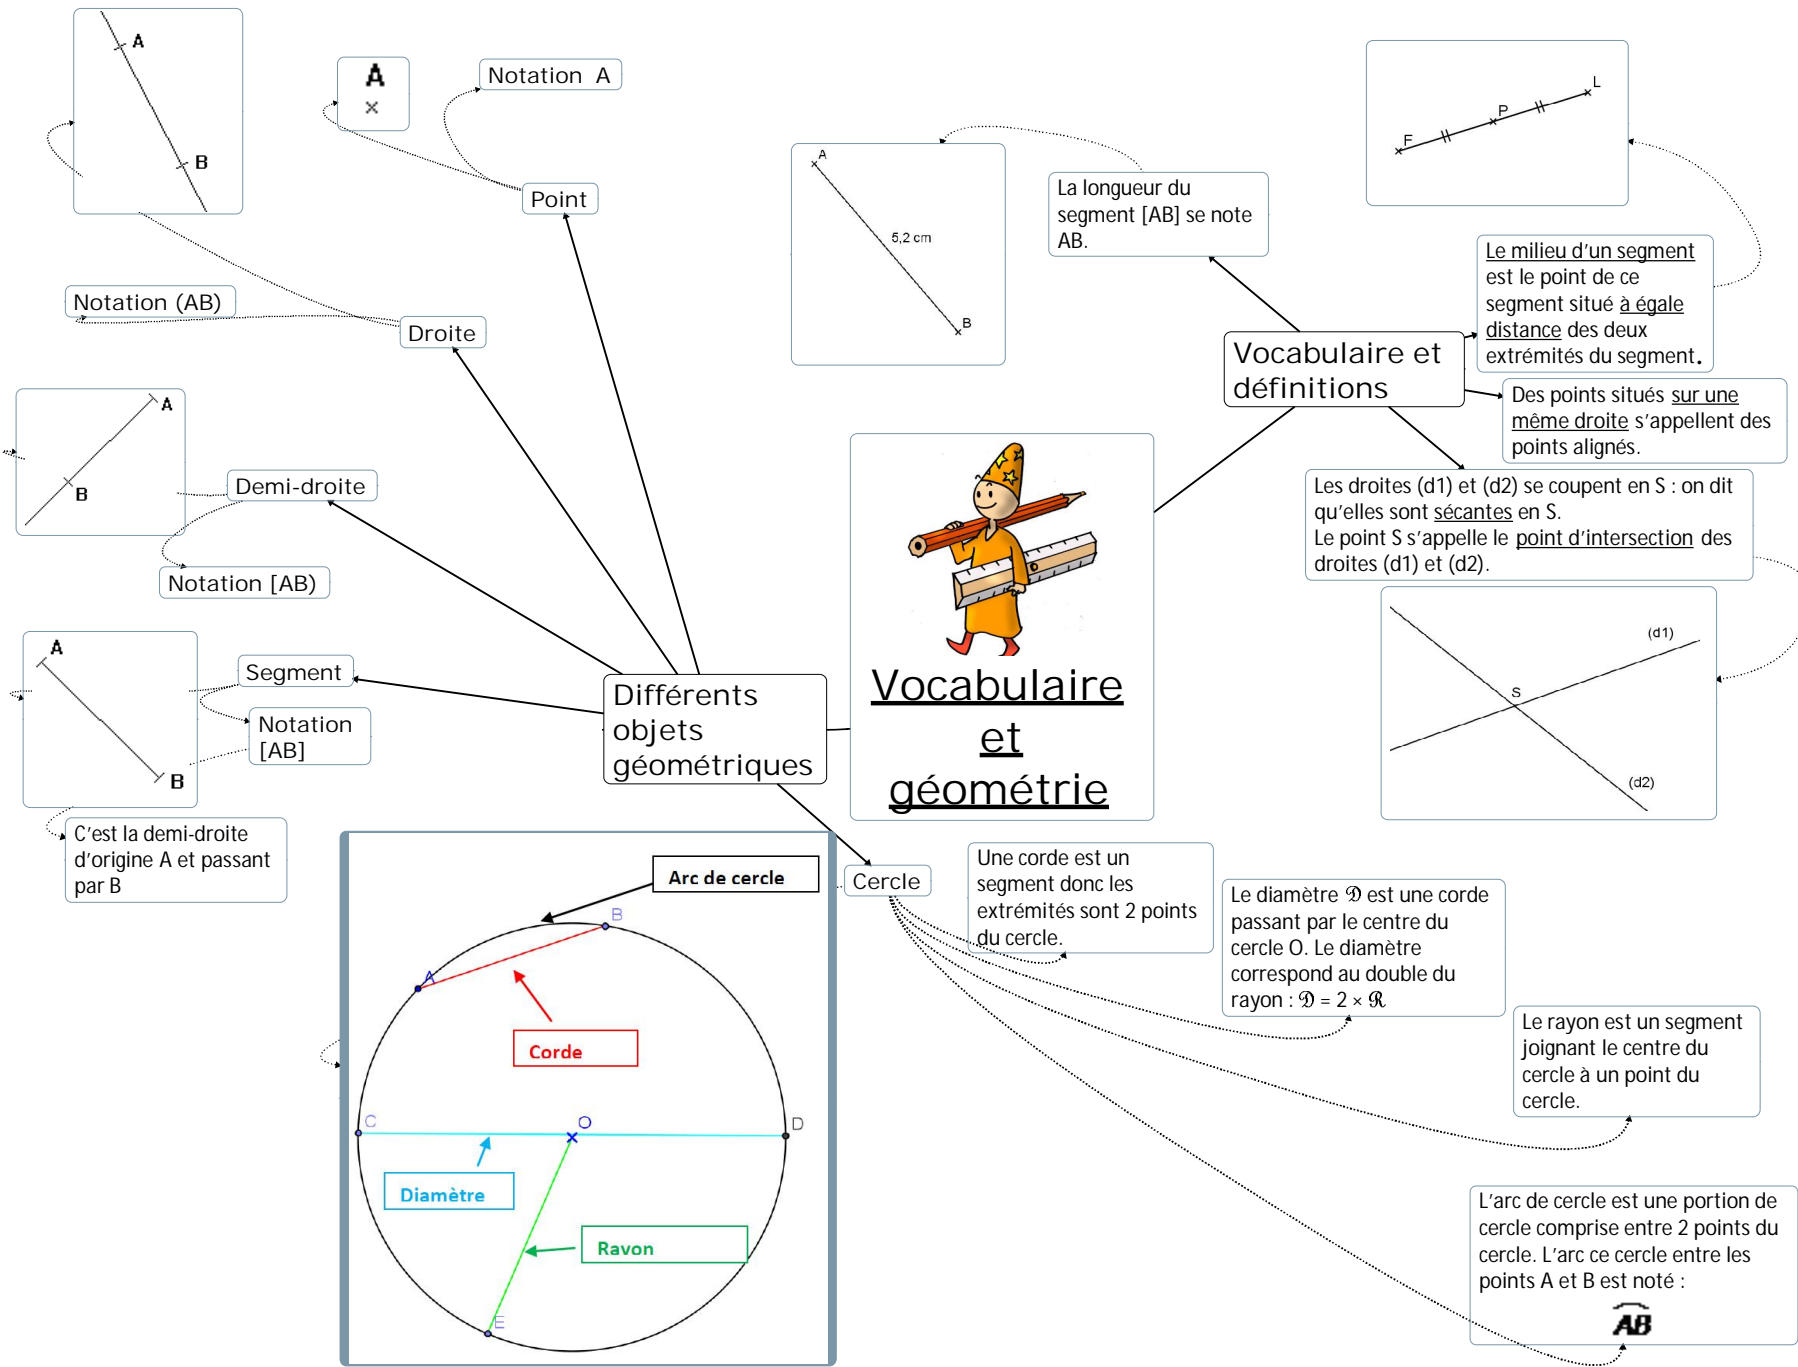 A
B
A
Notation A
Point
Notation (AB)
Droite
A
B
Demi-droite
Notation [AB)
A
B
Segment
Notation
[AB]
C'est la demi-droite
d'origine A et passant
par B
Différents
objets
géométriques
Vocabulaire
et
géométrie
A
5,2 cm
B
La longueur du
segment [AB] se note
AB.
F
P
L
Le milieu d'un segment
est le point de ce
segment situé à égale
distance des deux
extrémités du segment.
Vocabulaire et
définitions
Des points situés sur une
même droite s'appellent des
points alignés.
Les droites (d1) et (d2) se coupent en S : on dit
qu'elles sont sécantes en S.
Le point S s'appelle le point d'intersection des
droites (d1) et (d2).
(d1)
S
(d2)
Cercle
Arc de cercle
B
A
Corde
C
O
D
Diamètre
Ravon
E
Une corde est un
segment donc les
extrémités sont 2 points
du cercle.
Le diamètre 𝒟 est une corde
passant par le centre du
cercle O. Le diamètre
correspond au double du
rayon : 𝒟 = 2 × ℛ
Le rayon est un segment
joignant le centre du
cercle à un point du
cercle.
L'arc de cercle est une portion de
cercle comprise entre 2 points du
cercle. L'arc ce cercle entre les
points A et B est noté :
AB